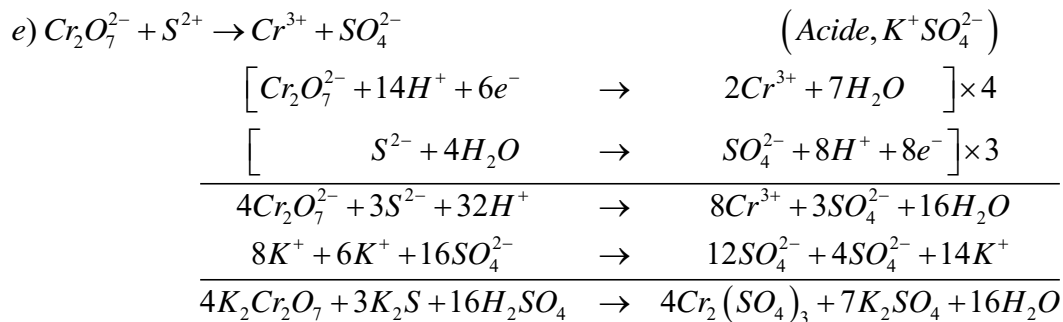 e) Cr₂O₇²⁻ + S²⁺ → Cr³⁺ + SO₄²⁻ (Acide, K⁺SO₄²⁻)
[Cr₂O₇²⁻ + 14H⁺ + 6e⁻ → 2Cr³⁺ + 7H₂O ]×4
[ S²⁻ + 4H₂O → SO₄²⁻ + 8H⁺ + 8e⁻]×3
4Cr₂O₇²⁻ + 3S²⁻ + 32H⁺ → 8Cr³⁺ + 3SO₄²⁻ + 16H₂O
8K⁺ + 6K⁺ + 16SO₄²⁻ → 12SO₄²⁻ + 4SO₄²⁻ + 14K⁺
4K₂Cr₂O₇ + 3K₂S + 16H₂SO₄ → 4Cr₂(SO₄)₃ + 7K₂SO₄ + 16H₂O